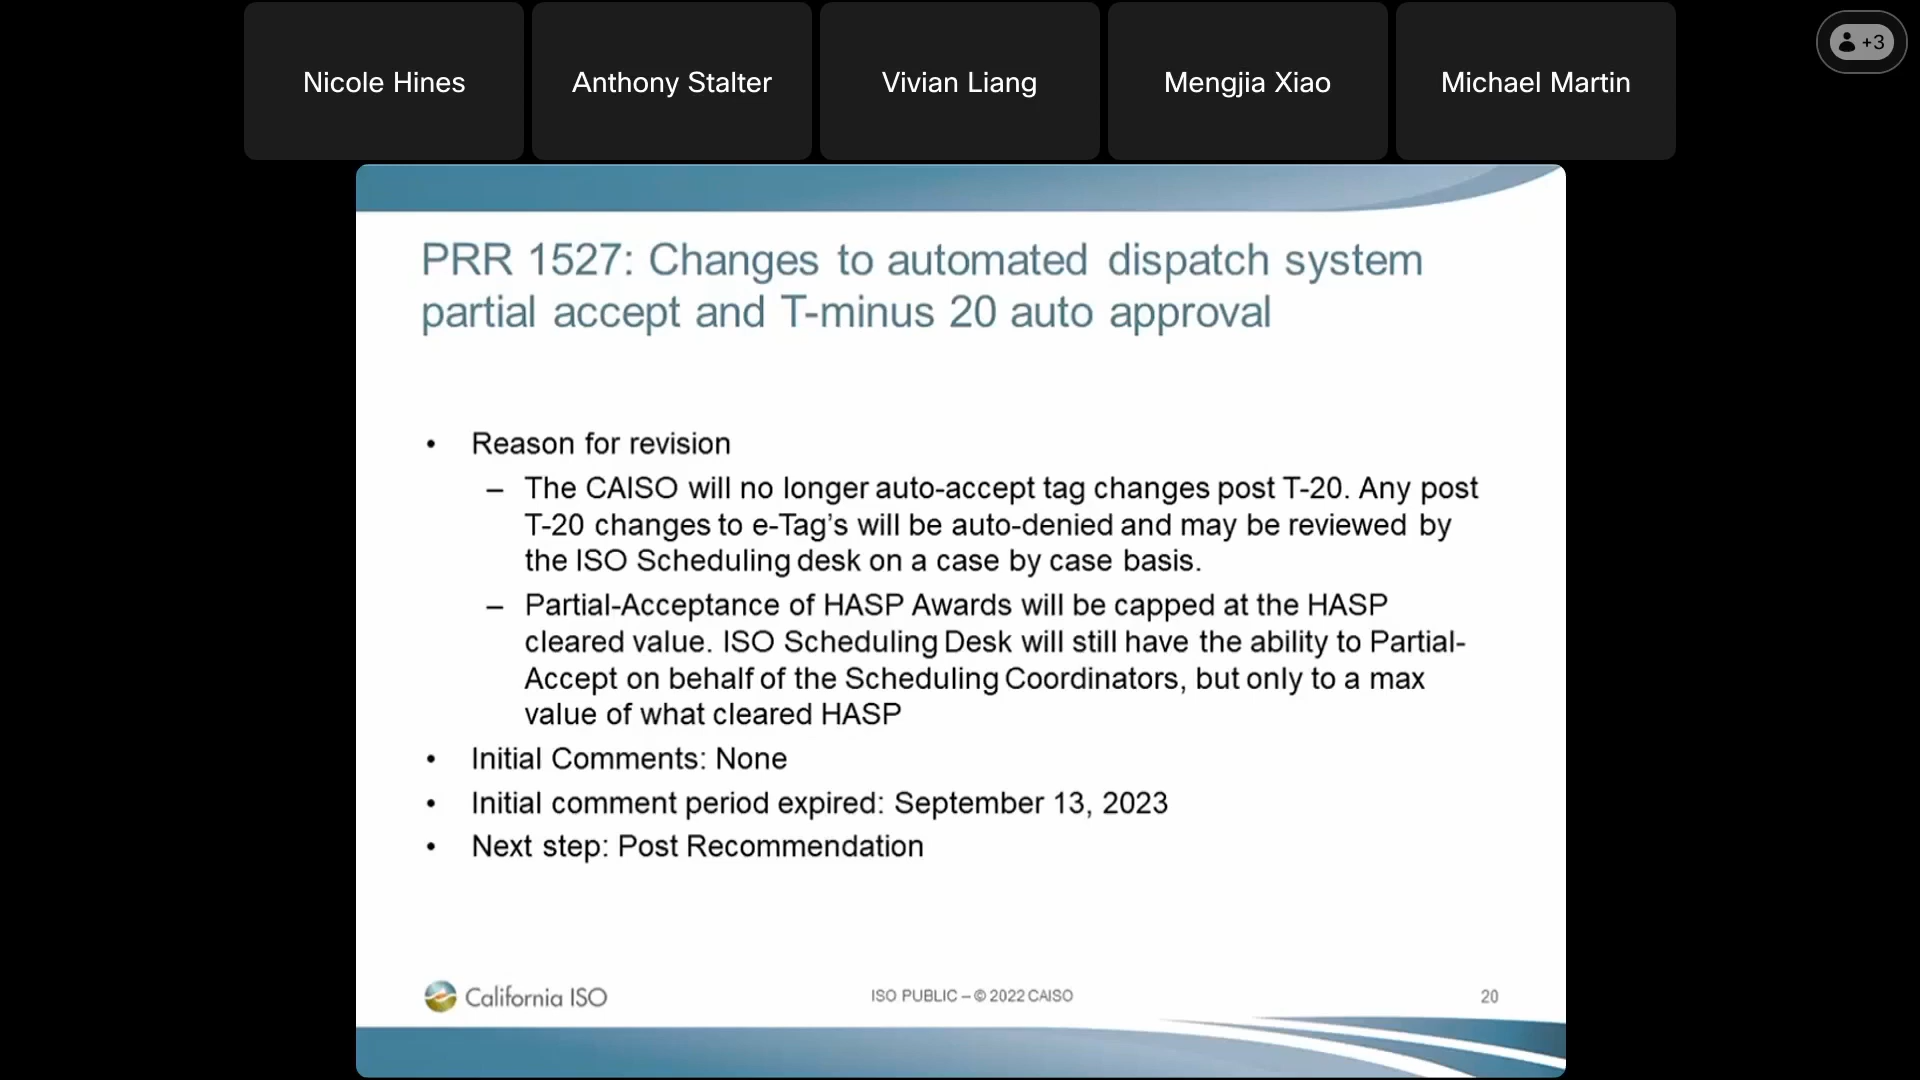 Nicole Hines
Anthony Stalter
Vivian Liang
Mengjia Xiao
Michael Martin
+3
PRR 1527: Changes to automated dispatch system
partial accept and T-minus 20 auto approval
• Reason for revision
– The CAISO will no longer auto-accept tag changes post T-20. Any post
T-20 changes to e-Tag’s will be auto-denied and may be reviewed by
the ISO Scheduling desk on a case by case basis.
– Partial-Acceptance of HASP Awards will be capped at the HASP
cleared value. ISO Scheduling Desk will still have the ability to Partial-
Accept on behalf of the Scheduling Coordinators, but only to a max
value of what cleared HASP
• Initial Comments: None
• Initial comment period expired: September 13, 2023
• Next step: Post Recommendation
California ISO
ISO PUBLIC – © 2022 CAISO
20